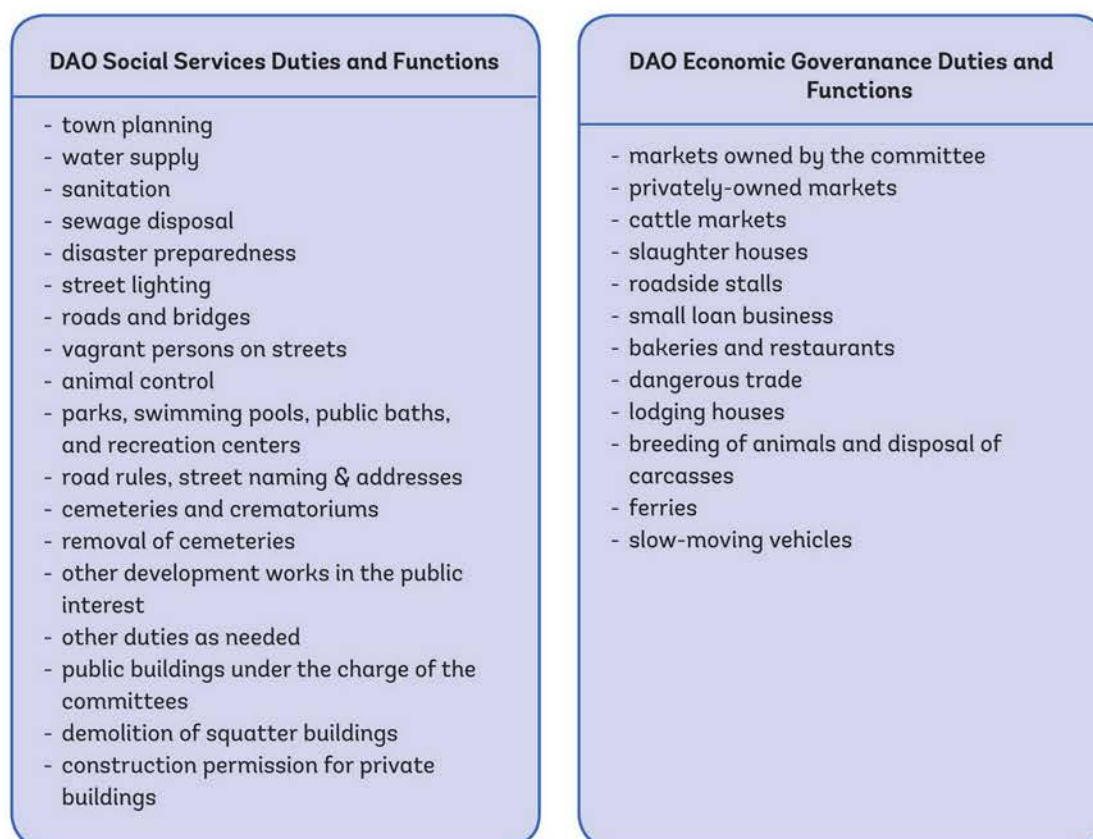 DAO Social Services Duties and Functions
- town planning
- water supply
- sanitation
- sewage disposal
- disaster preparedness
- street lighting
- roads and bridges
- vagrant persons on streets
- animal control
- parks, swimming pools, public baths,
and recreation centers
- road rules, street naming & addresses
- cemeteries and crematoriums
- removal of cemeteries
- other development works in the public
interest
- other duties as needed
- public buildings under the charge of the
committees
- demolition of squatter buildings
- construction permission for private
buildings
DAO Economic Goveranance Duties and
Functions
- markets owned by the committee
- privately-owned markets
- cattle markets
- slaughter houses
- roadside stalls
- small loan business
- bakeries and restaurants
- dangerous trade
- lodging houses
- breeding of animals and disposal of
carcasses
- ferries
- slow-moving vehicles